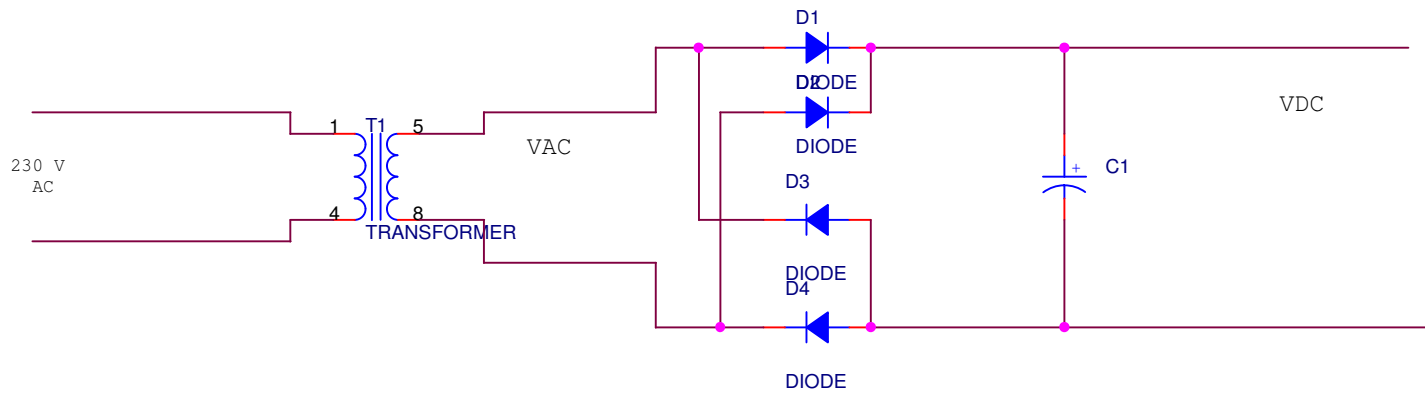 D1
DIODE
D2
DIODE
VDC
1
T1
5
VAC
230 V
AC
C1
+
D3
4
8
TRANSFORMER
DIODE
D4
DIODE